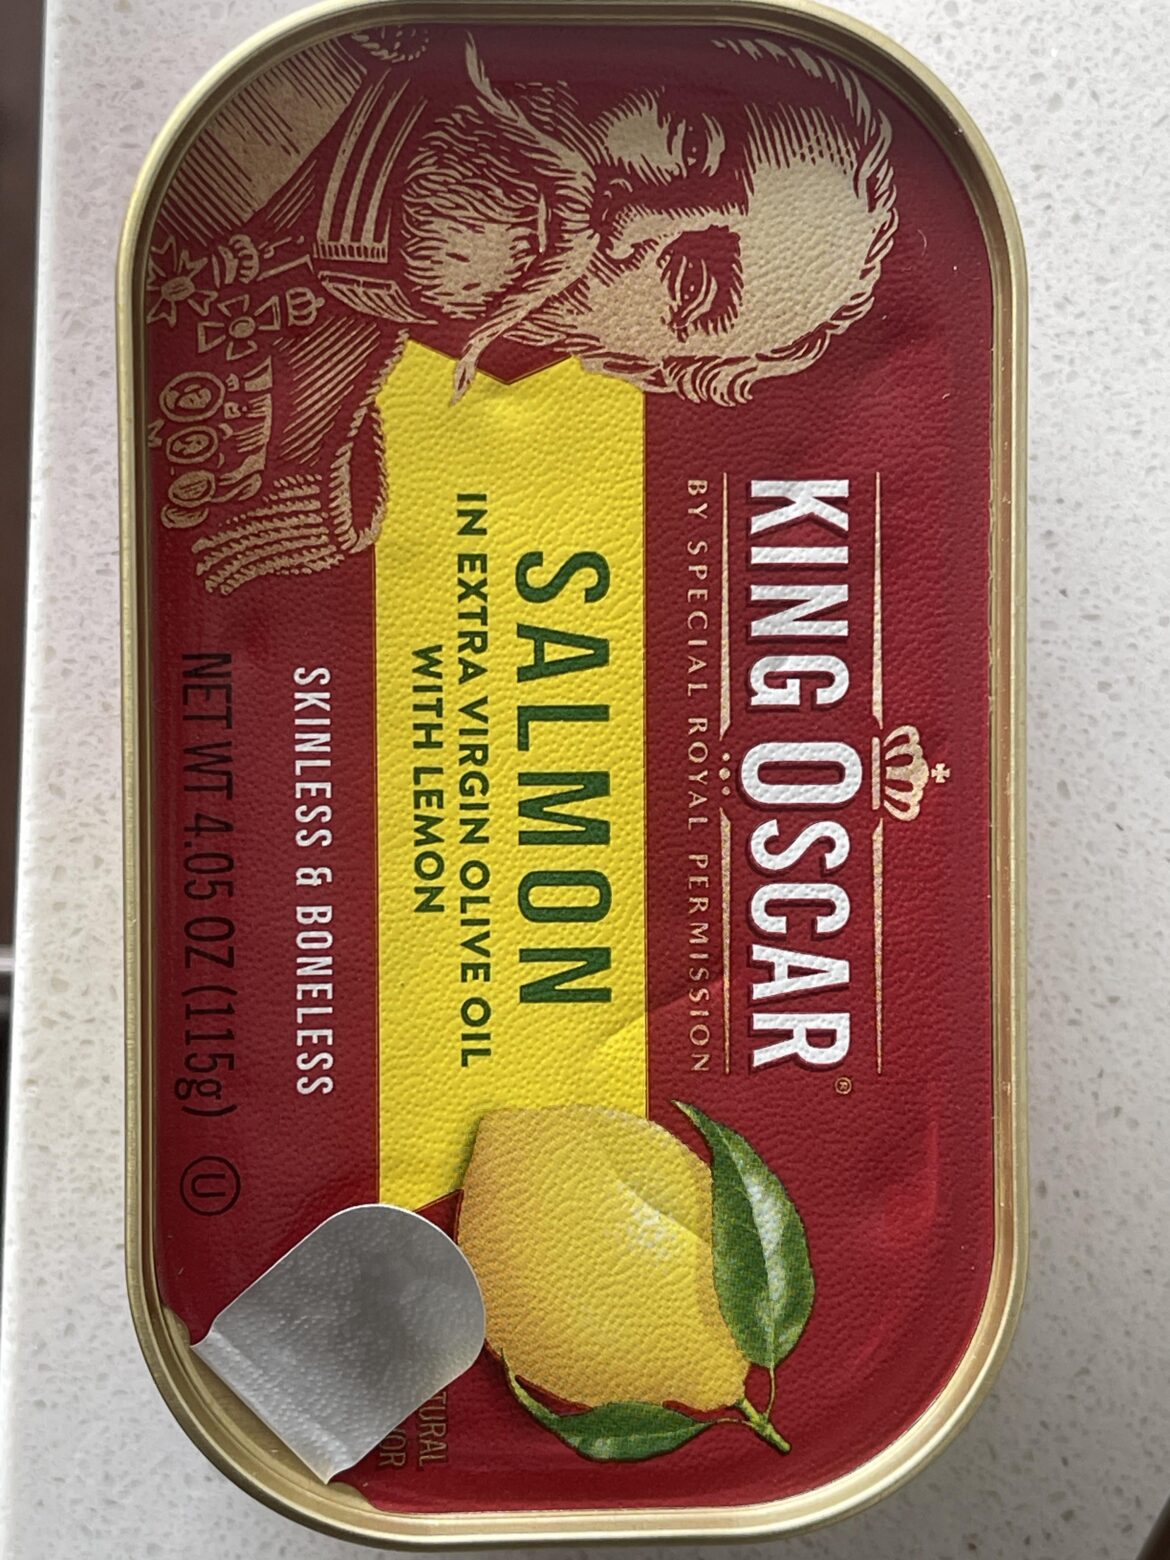 KING OSCAR®
BY SPECIAL ROYAL PERMISSION
SALMON
IN EXTRA VIRGIN OLIVE OIL
WITH LEMON
SKINLESS & BONELESS
NET WT 4.05 OZ (115g) U